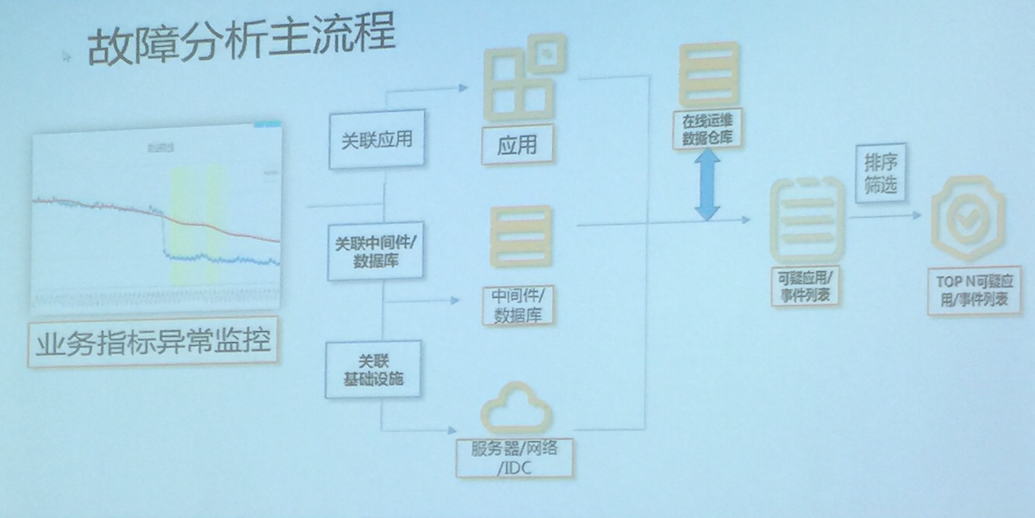 故障分析主流程
业务指标异常监控
关联应用
关联中间件/
数据库
关联
基础设施
应用
中间件/
数据库
服务器/网络
/IDC
在线运维
数据仓库
可疑应用/
事件列表
排序
筛选
TOP N可疑应
用/事件列表